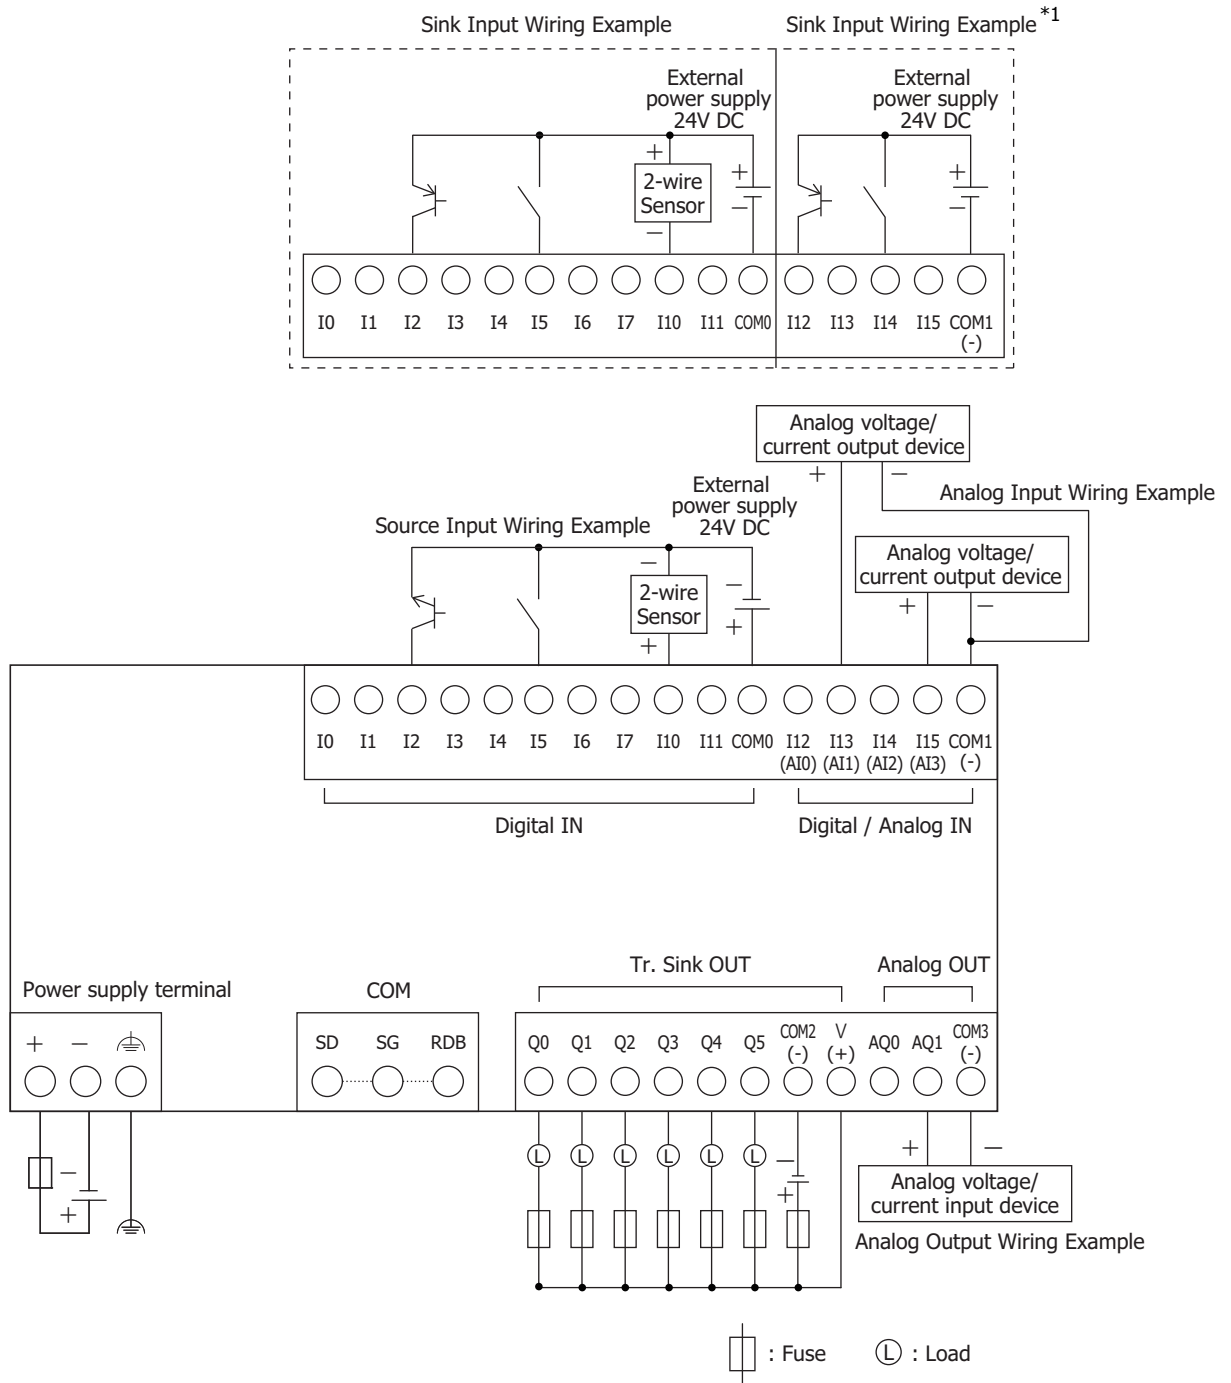 Sink Input Wiring Example
Sink Input Wiring Example*1
External
power supply
24V DC
External
power supply
24V DC
+
2-wire
Sensor
−
+
−
+
−
I0 I1 I2 I3 I4 I5 I6 I7 I10 I11 COM0 I12 I13 I14 I15 COM1
(-)
Analog voltage/
current output device
+ −
Analog Input Wiring Example
External
power supply
24V DC
Source Input Wiring Example
Analog voltage/
current output device
+ −
−
2-wire
Sensor
+
−
+
I0 I1 I2 I3 I4 I5 I6 I7 I10 I11 COM0 I12 I13 I14 I15 COM1
(AI0) (AI1) (AI2) (AI3) (-)
Digital IN
Digital / Analog IN
Tr. Sink OUT
Analog OUT
Power supply terminal
COM
+ −
SD SG RDB
Q0 Q1 Q2 Q3 Q4 Q5 COM2 V AQ0 AQ1 COM3
(-) (+) (-)
L L L L L L
−
+
−
+
+ −
Analog voltage/
current input device
Analog Output Wiring Example
: Fuse
L : Load